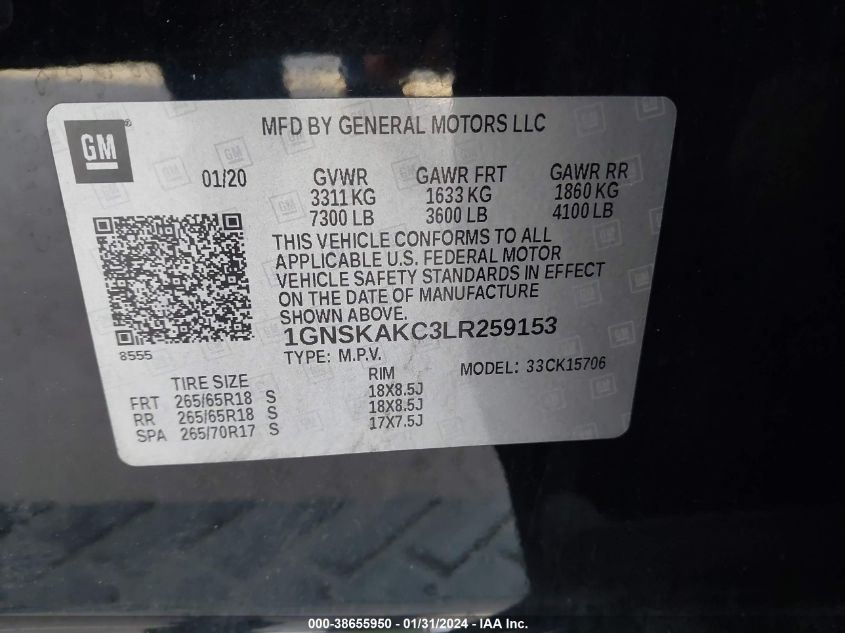 GM
MFD BY GENERAL MOTORS LLC
01/20
GVWR GAWR FRT GAWR RR
3311 KG 1633 KG 1860 KG
7300 LB 3600 LB 4100 LB
THIS VEHICLE CONFORMS TO ALL
APPLICABLE U.S. FEDERAL MOTOR
VEHICLE SAFETY STANDARDS IN EFFECT
ON THE DATE OF MANUFACTURE
SHOWN ABOVE.
8555
1GNSKAKC3LR259153
TYPE: M.P.V. MODEL: 33CK15706
TIRE SIZE RIM
FRT 265/65R18 S 18X8.5J
RR 265/65R18 S 18X8.5J
SPA 265/70R17 S 17X7.5J
000-38655950 - 01/31/2024 - IAA Inc.